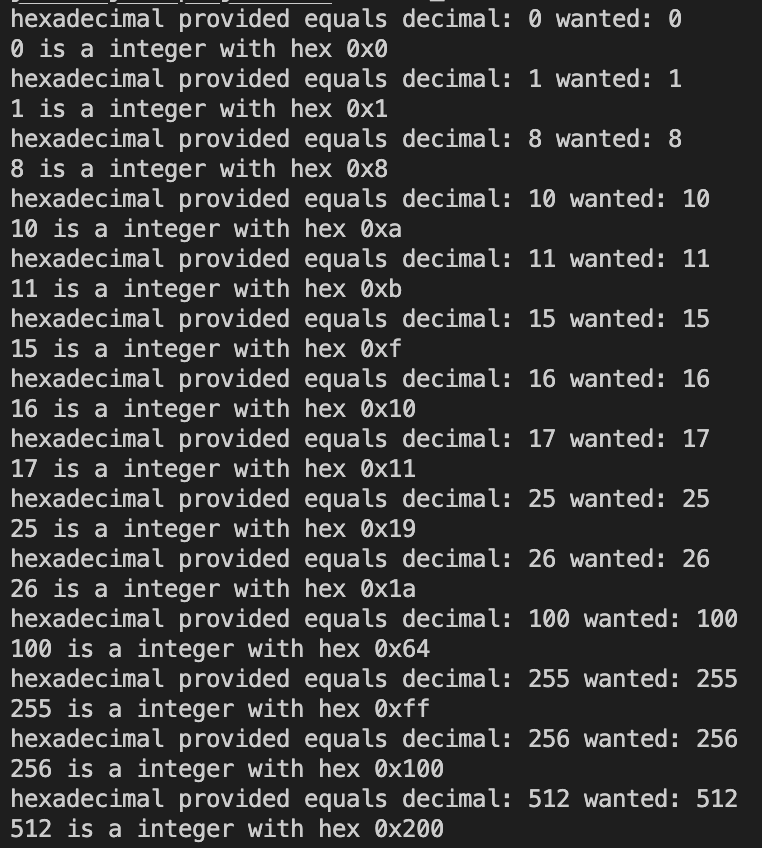 hexadecimal provided equals decimal: 0 wanted: 0
0 is a integer with hex 0x0
hexadecimal provided equals decimal: 1 wanted: 1
1 is a integer with hex 0x1
hexadecimal provided equals decimal: 8 wanted: 8
8 is a integer with hex 0x8
hexadecimal provided equals decimal: 10 wanted: 10
10 is a integer with hex 0xa
hexadecimal provided equals decimal: 11 wanted: 11
11 is a integer with hex 0xb
hexadecimal provided equals decimal: 15 wanted: 15
15 is a integer with hex 0xf
hexadecimal provided equals decimal: 16 wanted: 16
16 is a integer with hex 0x10
hexadecimal provided equals decimal: 17 wanted: 17
17 is a integer with hex 0x11
hexadecimal provided equals decimal: 25 wanted: 25
25 is a integer with hex 0x19
hexadecimal provided equals decimal: 26 wanted: 26
26 is a integer with hex 0x1a
hexadecimal provided equals decimal: 100 wanted: 100
100 is a integer with hex 0x64
hexadecimal provided equals decimal: 255 wanted: 255
255 is a integer with hex 0xff
hexadecimal provided equals decimal: 256 wanted: 256
256 is a integer with hex 0x100
hexadecimal provided equals decimal: 512 wanted: 512
512 is a integer with hex 0x200